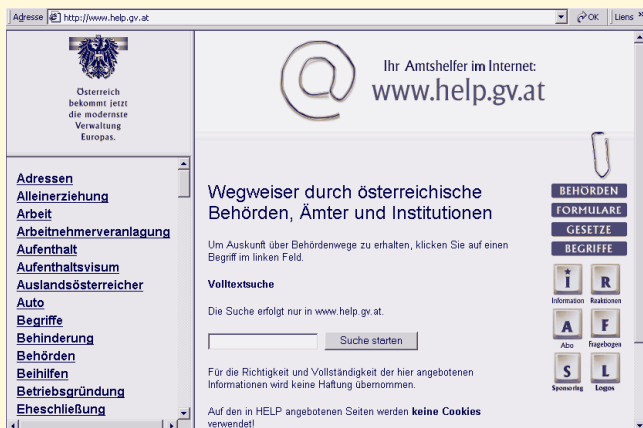 Adresse http://www.help.gv.at OK Liens »
Österreich
bekommt jetzt
die modernste
Verwaltung
Europas.
Adressen
Alleinerziehung
Arbeit
Arbeitnehmerveranlagung
Aufenthalt
Aufenthaltsvisum
Auslandsösterreicher
Auto
Begriffe
Behinderung
Behörden
Beihilfen
Betriebsgründung
Eheschließung
@ Ihr Amtshelfer im Internet:
www.help.gv.at
Wegweiser durch österreichische
Behörden, Ämter und Institutionen
Um Auskunft über Behördenwege zu erhalten, klicken Sie auf einen
Begriff im linken Feld.
Volltextsuche
Die Suche erfolgt nur in www.help.gv.at.
Suche starten
Für die Richtigkeit und Vollständigkeit der hier angebotenen
Informationen wird keine Haftung übernommen.
Auf den in HELP angebotenen Seiten werden keine Cookies
verwendet!
BEHÖRDEN
FORMULARE
GESETZE
BEGRIFFE
i R
Information Reaktionen
A F
Abo Fragebogen
S L
Sponsoring Logos